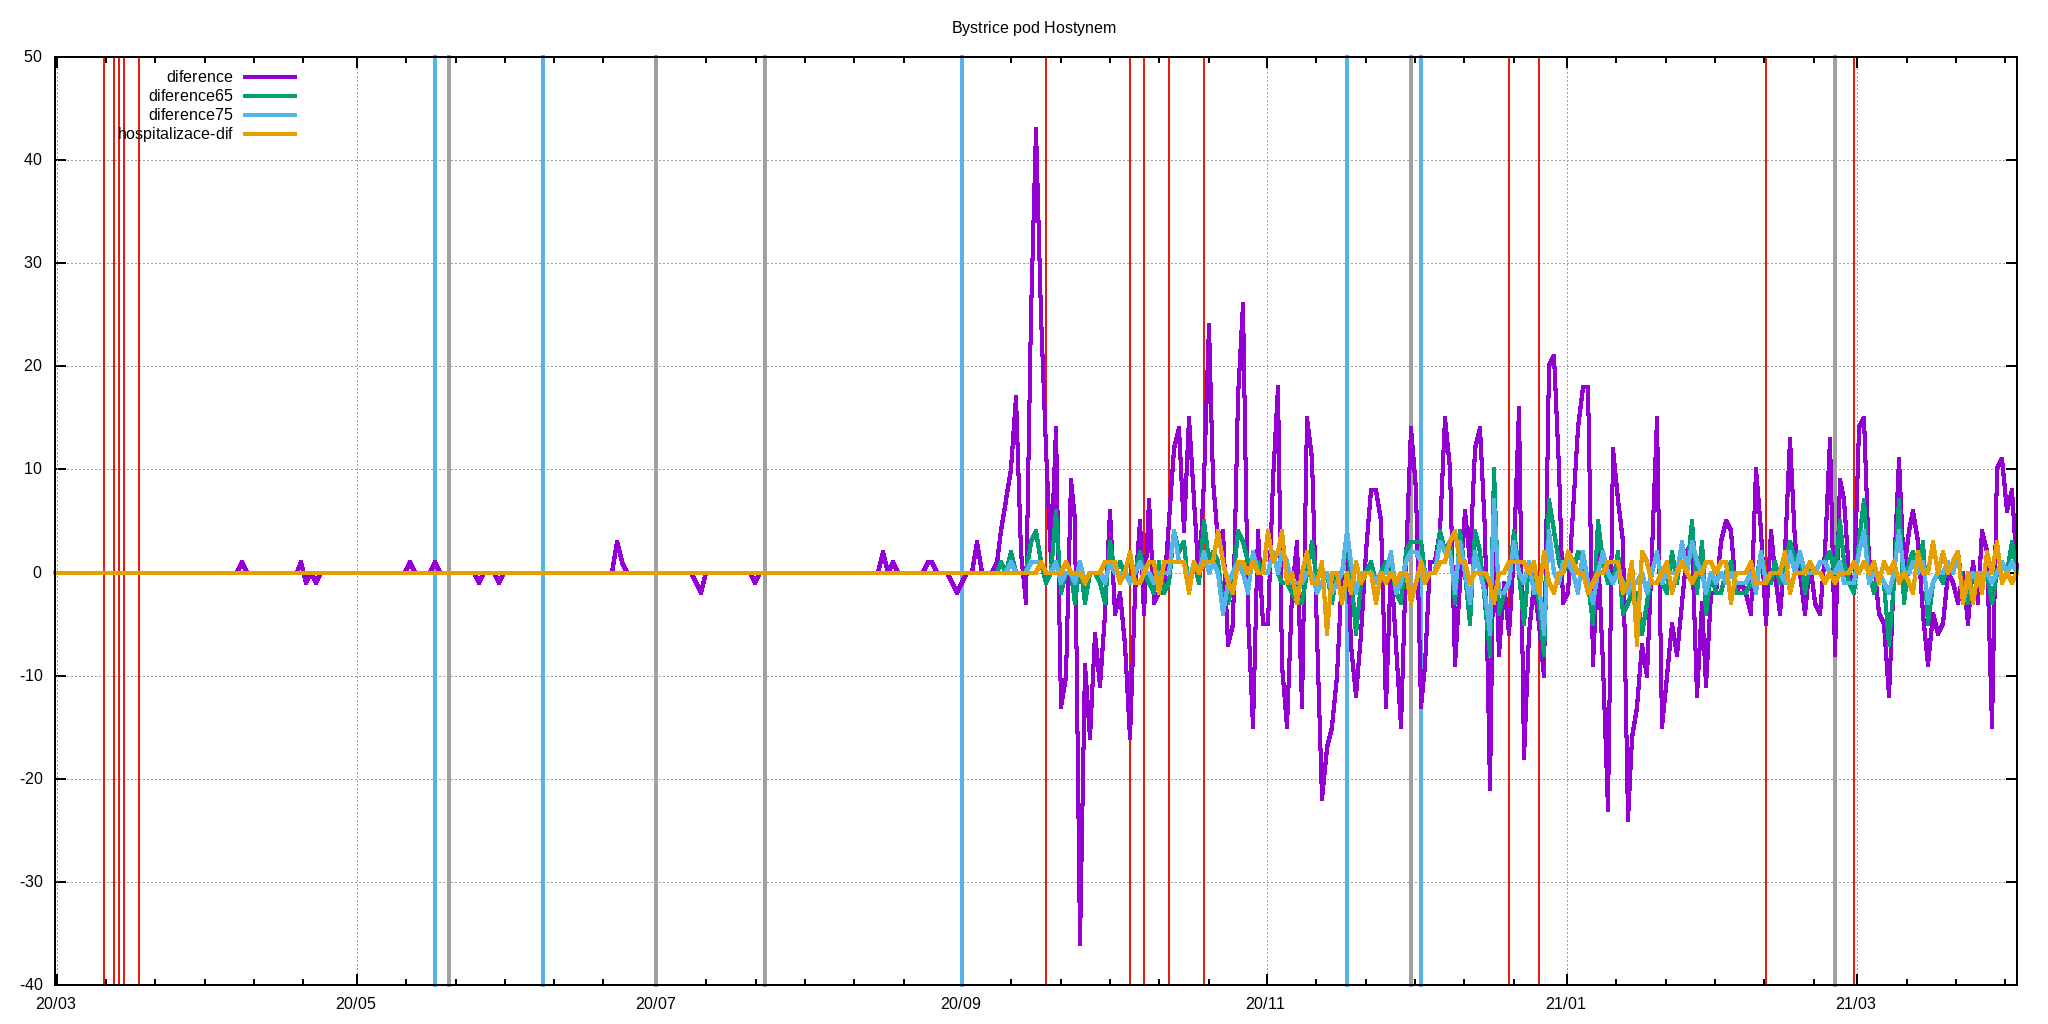 Bystrice pod Hostynem
50
diference
diference65
diference75
hospitalizace-dif
40
30
20
10
0
-10
-20
-30
-40
20/03 20/05 20/07 20/09 20/11 21/01 21/03